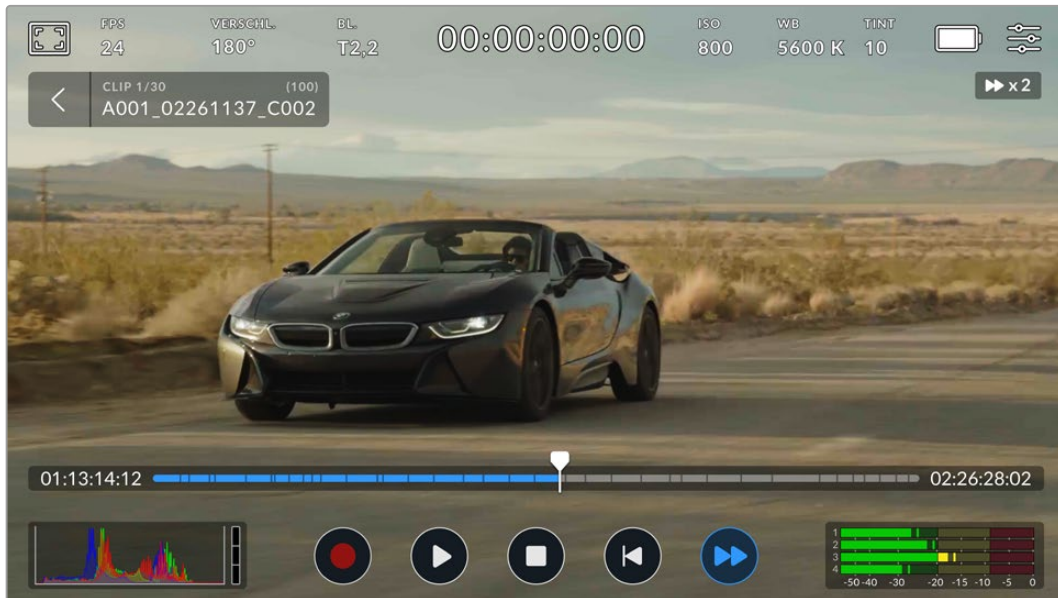 FPS VERSCHL. BL. ISO WB TINT
24 180° T2,2 00:00:00:00 800 5600 K 10
CLIP 1/30 (100)
A001_02261137_C002
x 2
01:13:14:12 02:26:28:02
1
2
3
4
-50 -40 -30 -20 -15 -10 -5 0